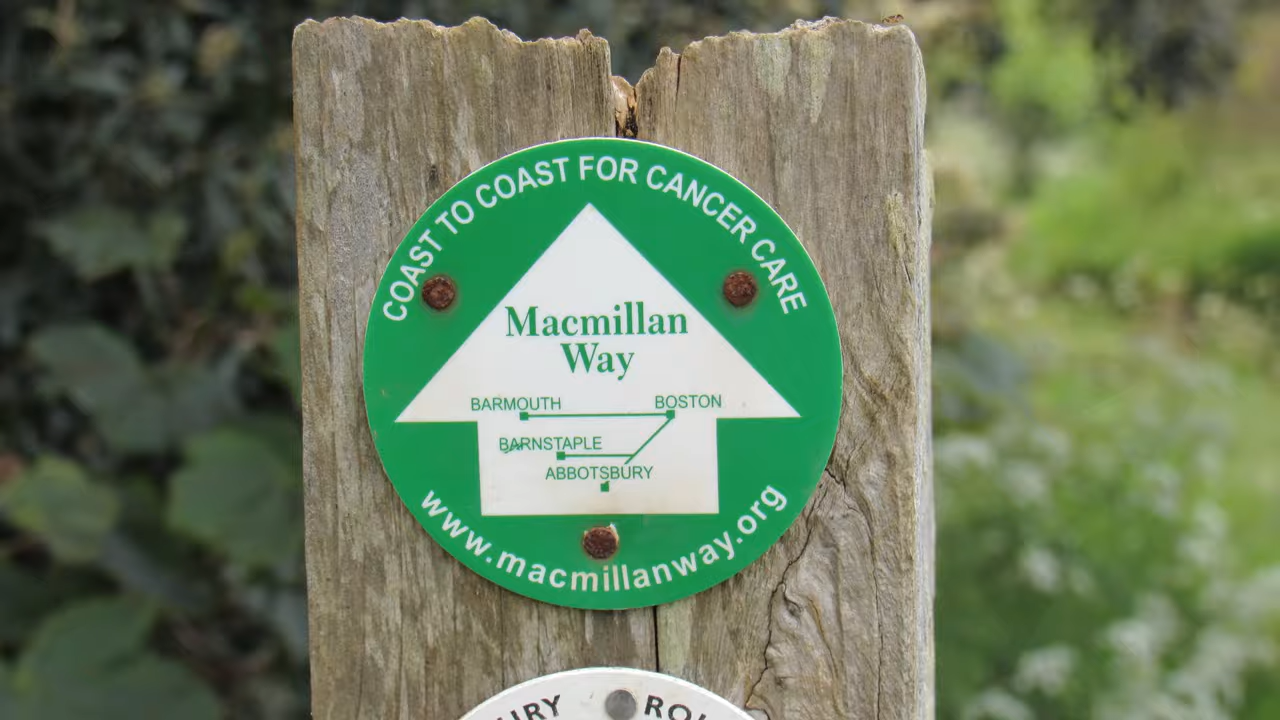 COAST TO COAST FOR CANCER CARE
Macmillan
Way
BARMOUTH BOSTON
BARNSTAPLE
ABBOTSBURY
www.macmillanway.org